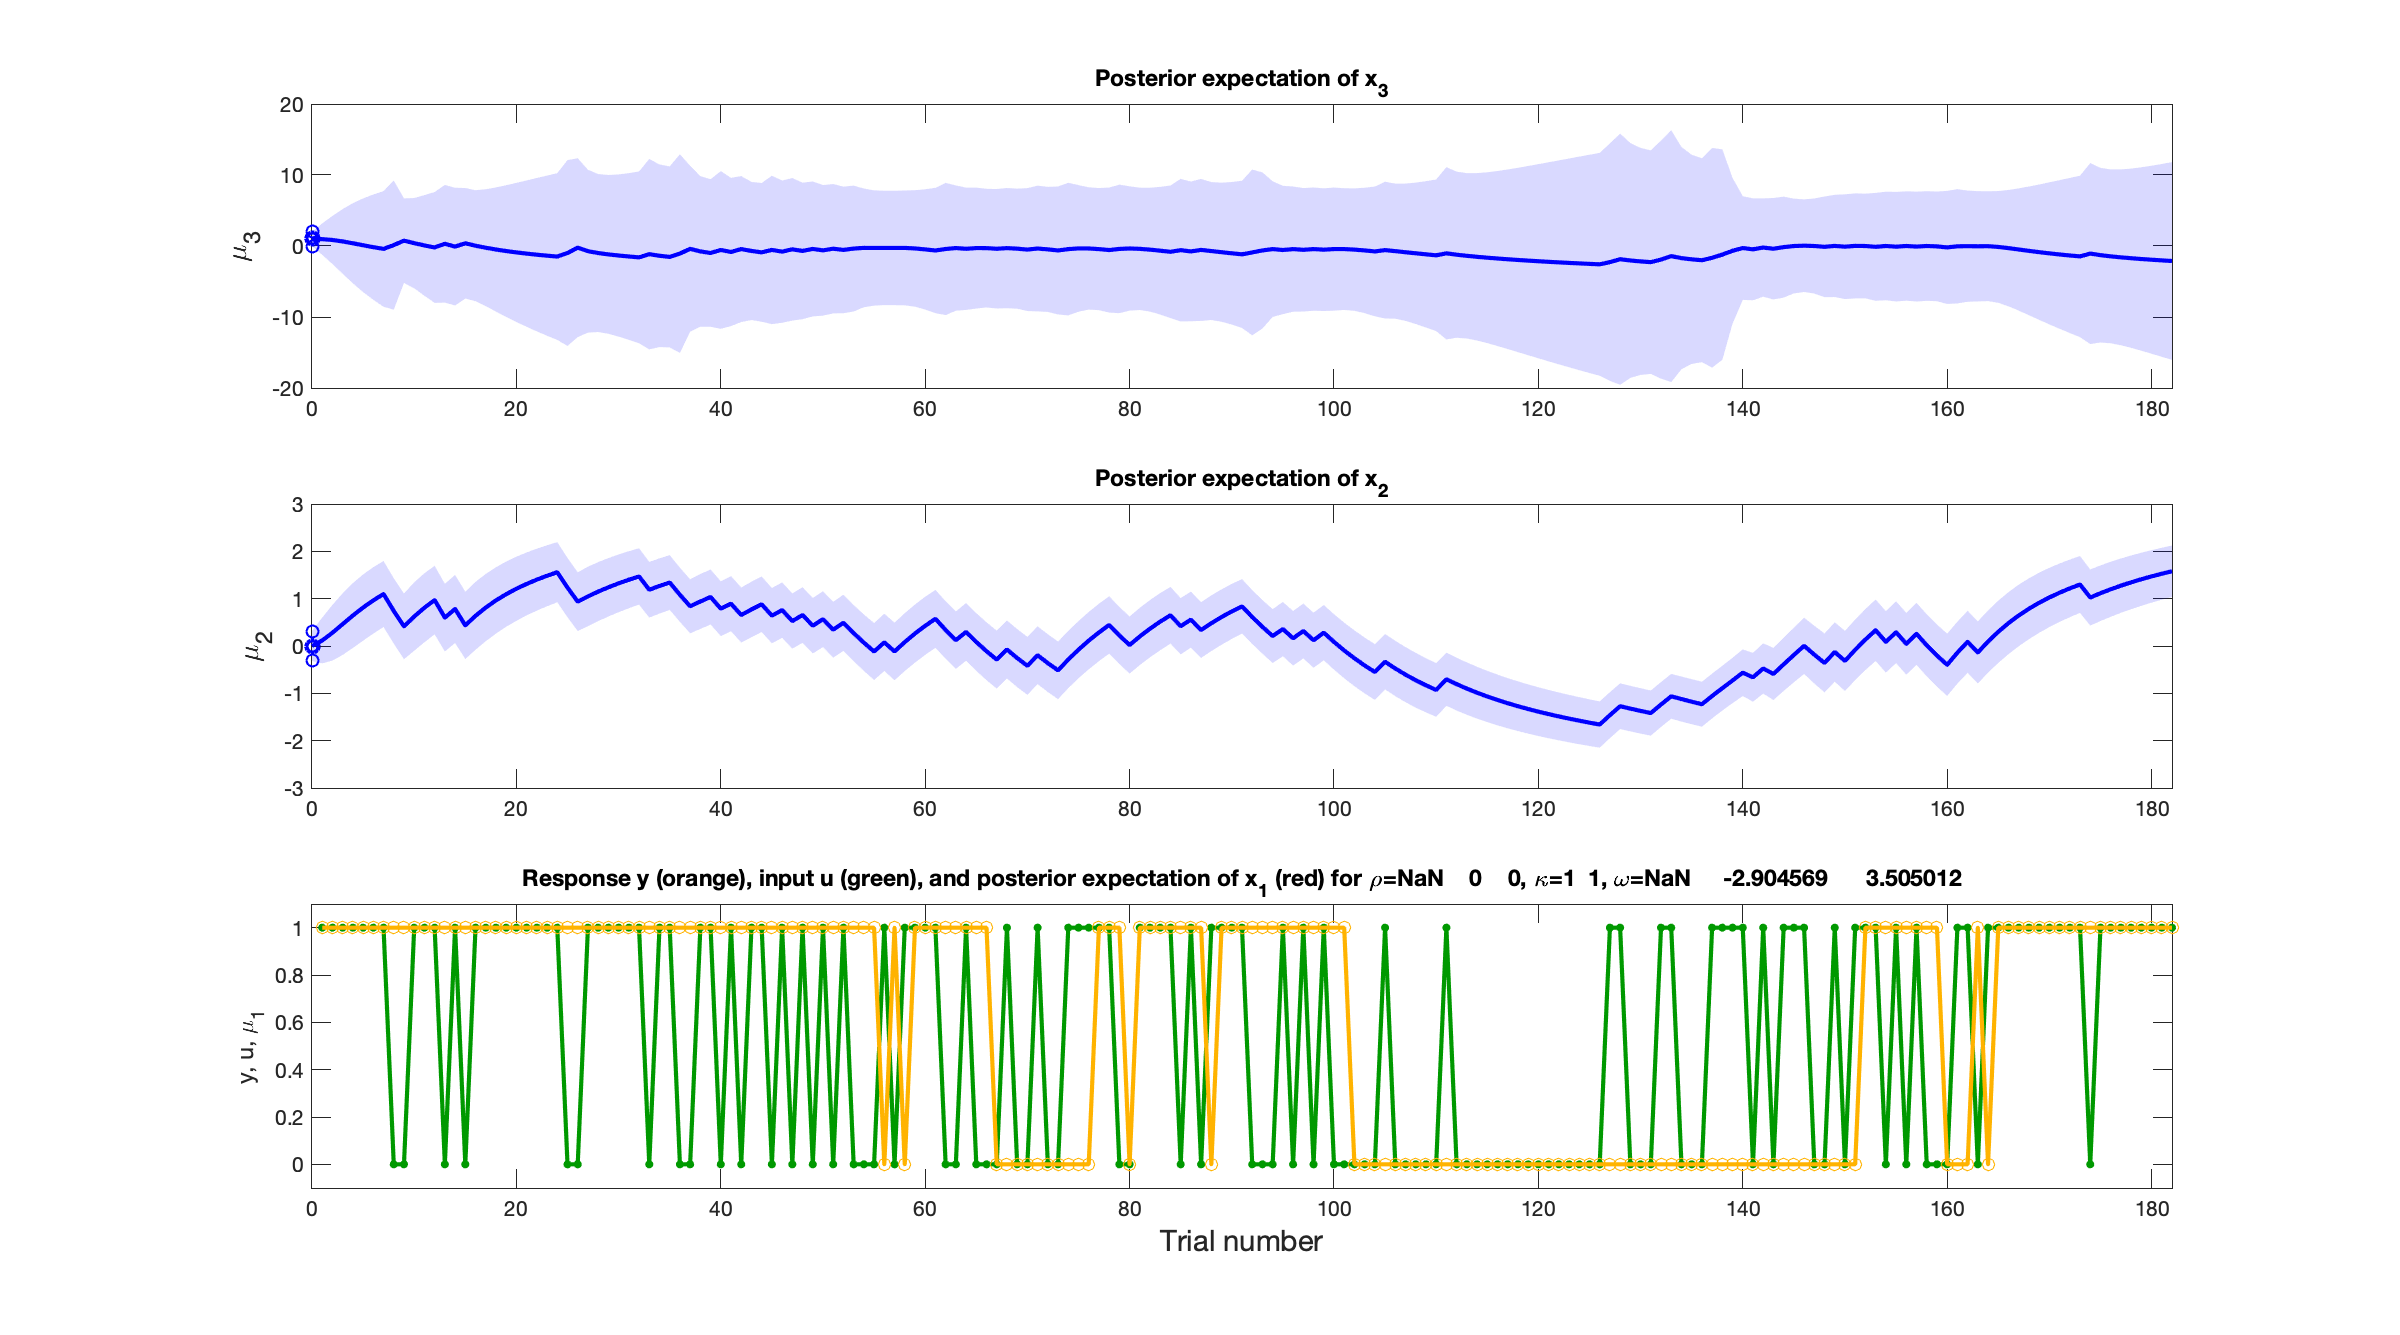 Posterior expectation of x3
20
10
0
-10
-20
μ3
0 20 40 60 80 100 120 140 160 180
Posterior expectation of x2
3
2
1
0
-1
-2
-3
μ2
0 20 40 60 80 100 120 140 160 180
Response y (orange), input u (green), and posterior expectation of x1 (red) for ρ=NaN 0 0, κ=1 1, ω=NaN -2.904569 3.505012
1
0.8
0.6
0.4
0.2
0
y, u, μ1
0 20 40 60 80 100 120 140 160 180
Trial number